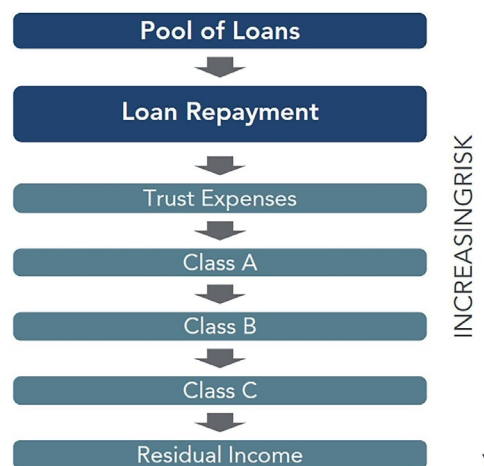 Pool of Loans
Loan Repayment
Trust Expenses
Class A
Class B
Class C
Residual Income
INCREASINGRISK